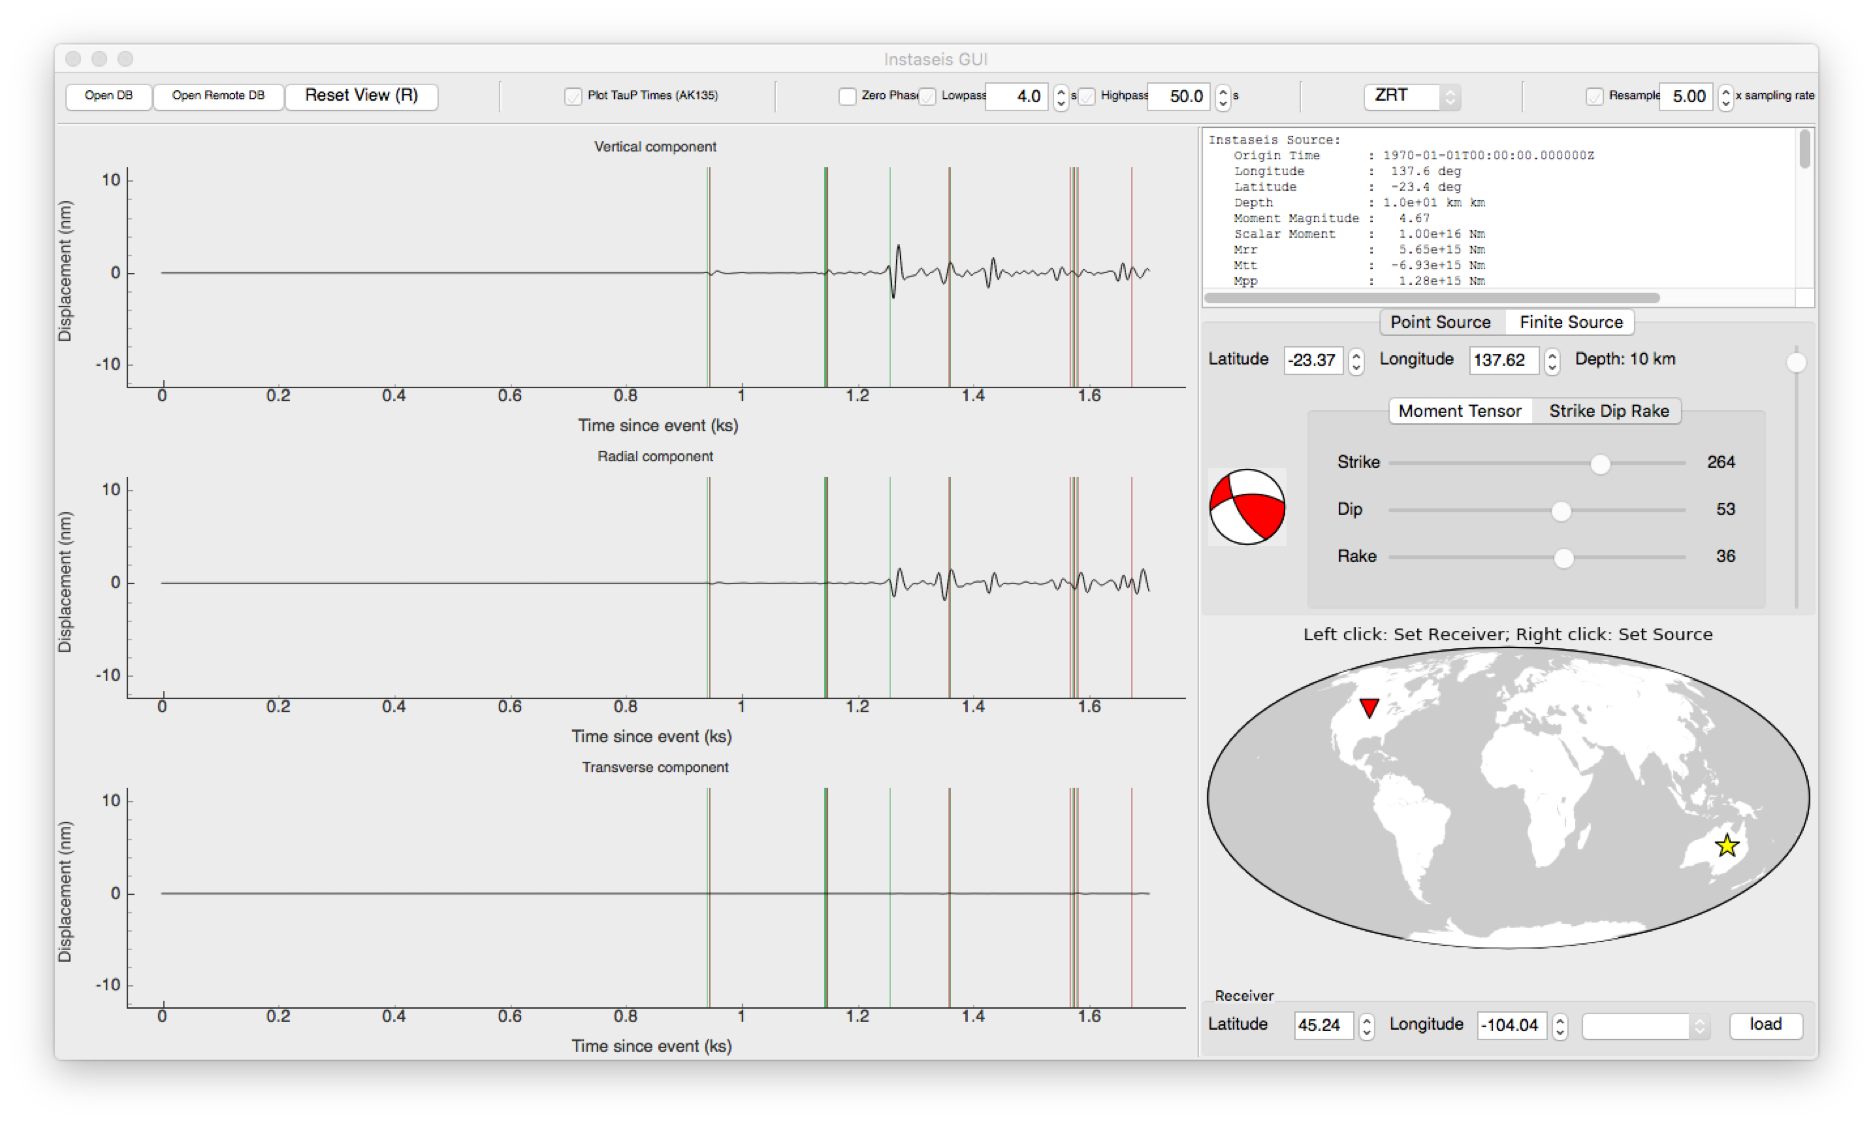 Instaseis GUI
Open DB Open Remote DB Reset View (R) Plot TauP Times (AK135) Zero Phase Lowpass 4.0 s Highpass 50.0 s ZRT Resample 5.00 x sampling rate
Vertical component
Displacement (nm)
10
0
-10
0 0.2 0.4 0.6 0.8 1 1.2 1.4 1.6
Time since event (ks)
Radial component
Displacement (nm)
10
0
-10
0 0.2 0.4 0.6 0.8 1 1.2 1.4 1.6
Time since event (ks)
Transverse component
Displacement (nm)
10
0
-10
0 0.2 0.4 0.6 0.8 1 1.2 1.4 1.6
Time since event (ks)
Instaseis Source:
Origin Time : 1970-01-01T00:00:00.000000Z
Longitude : 137.6 deg
Latitude : -23.4 deg
Depth : 1.0e+01 km km
Moment Magnitude : 4.67
Scalar Moment : 1.00e+16 Nm
Mrr : 5.65e+15 Nm
Mtt : -6.93e+15 Nm
Mpp : 1.28e+15 Nm
Point Source Finite Source
Latitude -23.37 Longitude 137.62 Depth: 10 km
Moment Tensor Strike Dip Rake
Strike 264
Dip 53
Rake 36
Left click: Set Receiver; Right click: Set Source
Receiver
Latitude 45.24 Longitude -104.04 load